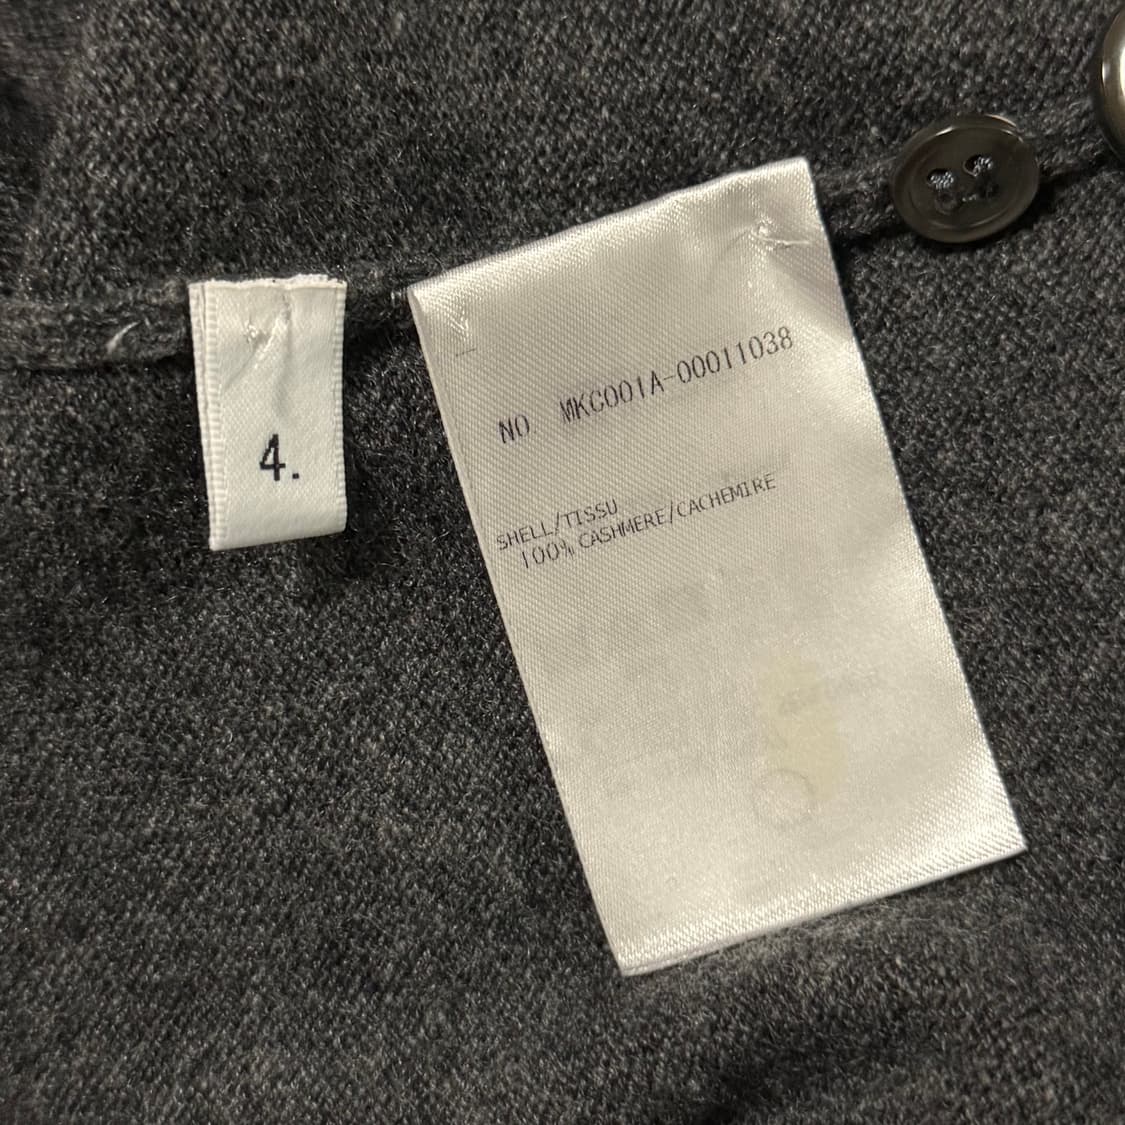 4.
NO MKC001A-00011038
SHELL/TISSU
100% CASHMERE/CACHEMIRE